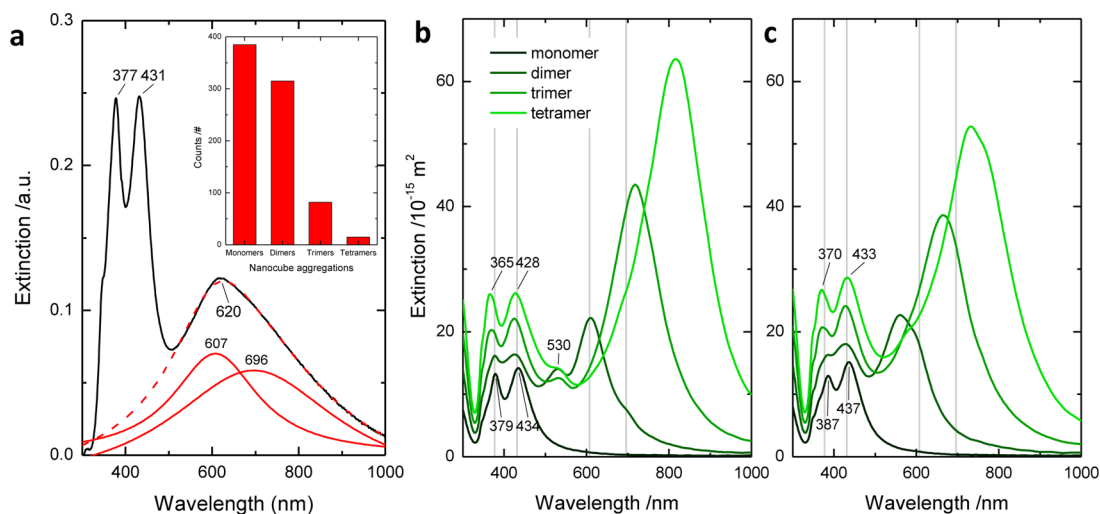 a
0.3
0.2
0.1
0.0
Extinction /a.u.
377 431
620
607
696
400
600
800
1000
Wavelength (nm)
400
300
200
100
0
Counts /#
Monomers
Dimers
Trimers
Tetramers
Nanocube aggregations
b
monomer
dimer
trimer
tetramer
60
40
20
0
Extinction /10⁻¹⁵ m²
365
428
530
379
434
400
600
800
1000
Wavelength /nm
c
60
40
20
0
370
433
387
437
400
600
800
1000
Wavelength /nm